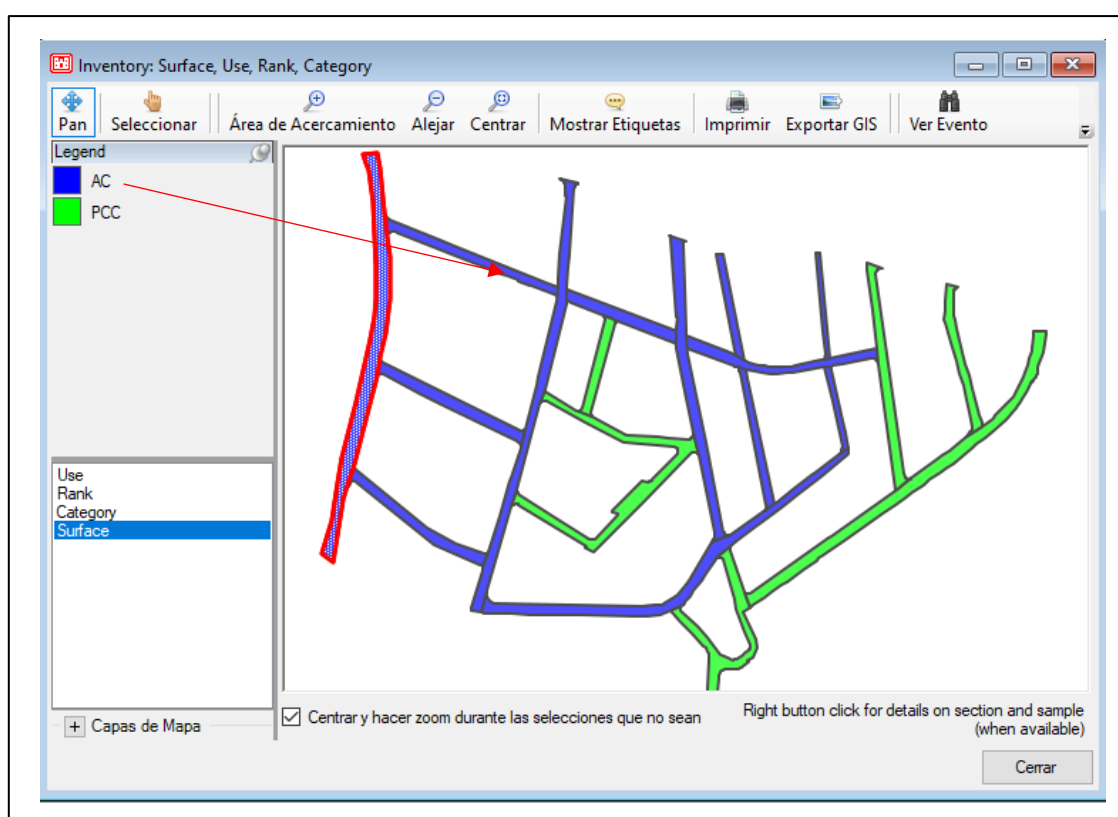 Inventory: Surface, Use, Rank, Category
Pan Seleccionar Área de Acercamiento Alejar Centrar Mostrar Etiquetas Imprimir Exportar GIS Ver Evento
Legend
AC
PCC
Use
Rank
Category
Surface
+ Capas de Mapa
Centrar y hacer zoom durante las selecciones que no sean
Right button click for details on section and sample
(when available)
Cerrar